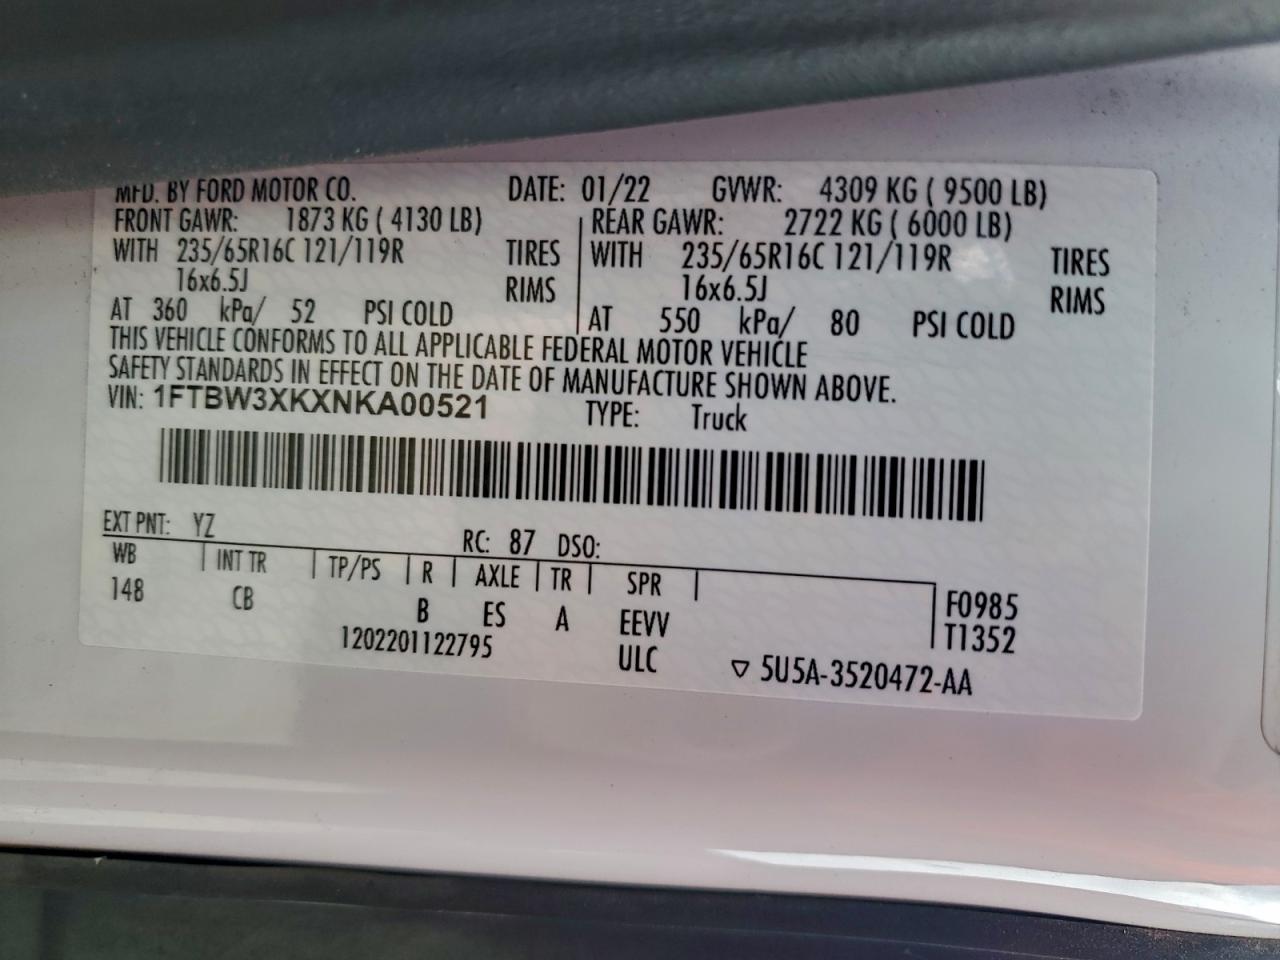 MFD. BY FORD MOTOR CO. DATE: 01/22 GVWR: 4309 KG ( 9500 LB)
FRONT GAWR: 1873 KG ( 4130 LB) REAR GAWR: 2722 KG ( 6000 LB)
WITH 235/65R16C 121/119R TIRES WITH 235/65R16C 121/119R TIRES
16x6.5J RIMS 16x6.5J RIMS
AT 360 kPa/ 52 PSI COLD AT 550 kPa/ 80 PSI COLD
THIS VEHICLE CONFORMS TO ALL APPLICABLE FEDERAL MOTOR VEHICLE
SAFETY STANDARDS IN EFFECT ON THE DATE OF MANUFACTURE SHOWN ABOVE.
VIN: 1FTBW3XKXNKA00521 TYPE: Truck
EXT PNT: YZ RC: 87 DSO:
WB INT TR TP/PS R AXLE TR SPR
148 CB B ES A EEVV F0985
1202201122795 ULC T1352
▽ 5U5A-3520472-AA